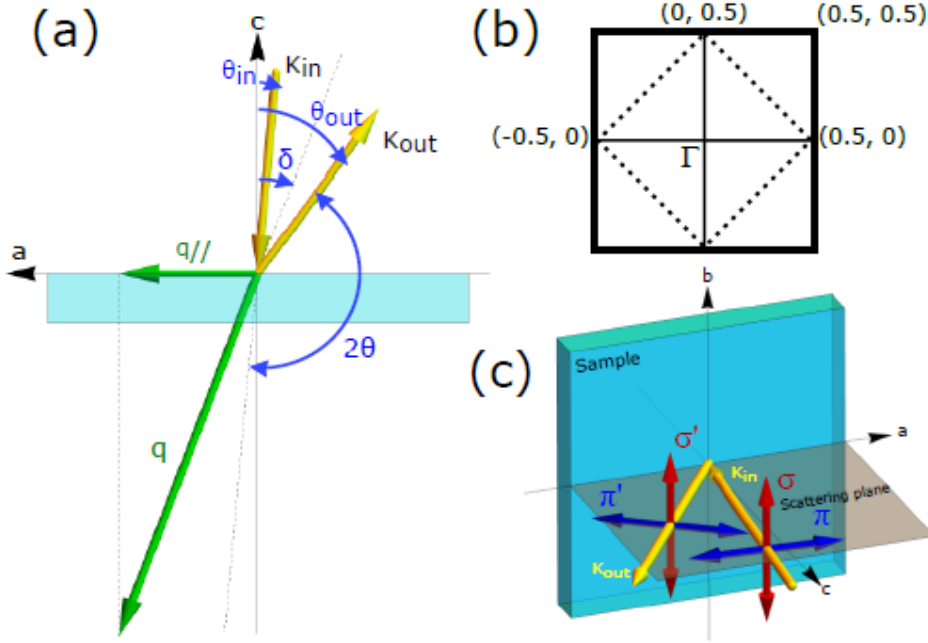 (a)
c
θin
Kin
θout
Kout
δ
a
q//
2θ
q
(b)
(0, 0.5)
(0.5, 0.5)
(-0.5, 0)
(0.5, 0)
Γ
(c)
b
Sample
a
σ'
Kin
σ
Scattering plane
π'
π
Kout
c